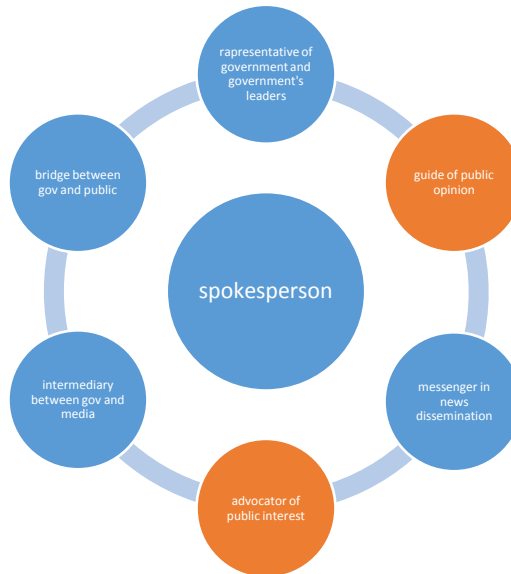 rapresentative of
government and
government's
leaders
guide of public
opinion
messenger in
news
dissemination
advocator of
public interest
intermediary
between gov and
media
bridge between
gov and public
spokesperson